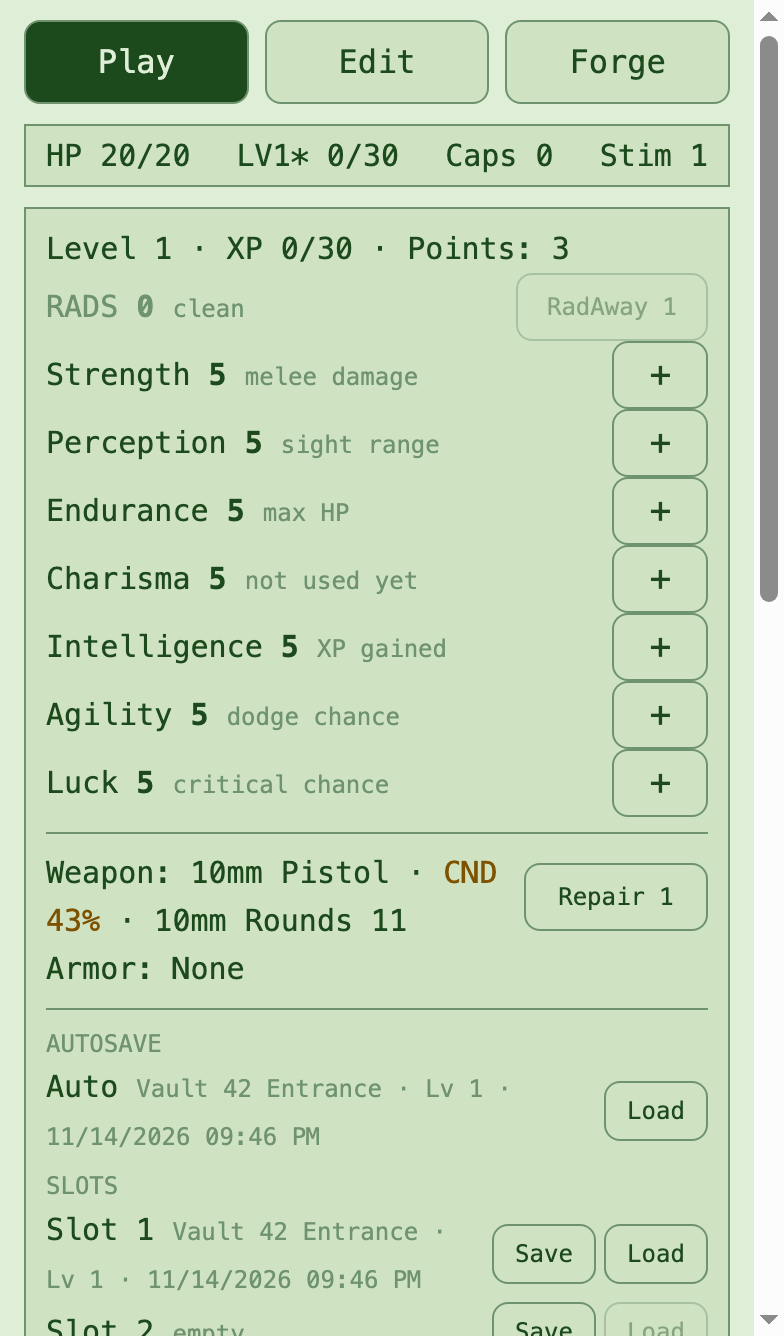 Play Edit Forge
HP 20/20 LV1* 0/30 Caps 0 Stim 1
Level 1 · XP 0/30 · Points: 3
RADS 0 clean RadAway 1
Strength 5 melee damage +
Perception 5 sight range +
Endurance 5 max HP +
Charisma 5 not used yet +
Intelligence 5 XP gained +
Agility 5 dodge chance +
Luck 5 critical chance +
Weapon: 10mm Pistol · CND
43% · 10mm Rounds 11
Repair 1
Armor: None
AUTOSAVE
Auto Vault 42 Entrance · Lv 1 ·
11/14/2026 09:46 PM
Load
SLOTS
Slot 1 Vault 42 Entrance ·
Lv 1 · 11/14/2026 09:46 PM
Save Load
Slot 2 empty Save Load